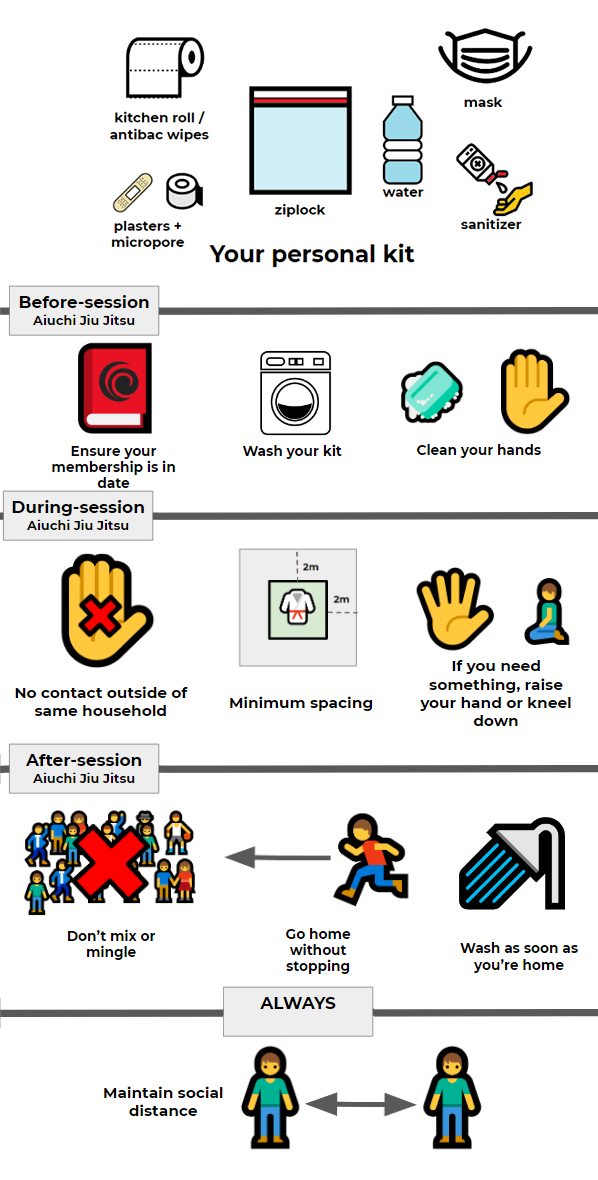 mask
kitchen roll /
antibac wipes
water
ziplock
plasters +
micropore
sanitizer
Your personal kit
Before-session
Aiuchi Jiu Jitsu
Ensure your
membership is in
date
Wash your kit
Clean your hands
During-session
Aiuchi Jiu Jitsu
2m
2m
No contact outside of
same household
Minimum spacing
If you need
something, raise
your hand or kneel
down
After-session
Aiuchi Jiu Jitsu
Don't mix or
mingle
Go home
without
stopping
Wash as soon as
you're home
ALWAYS
Maintain social
distance